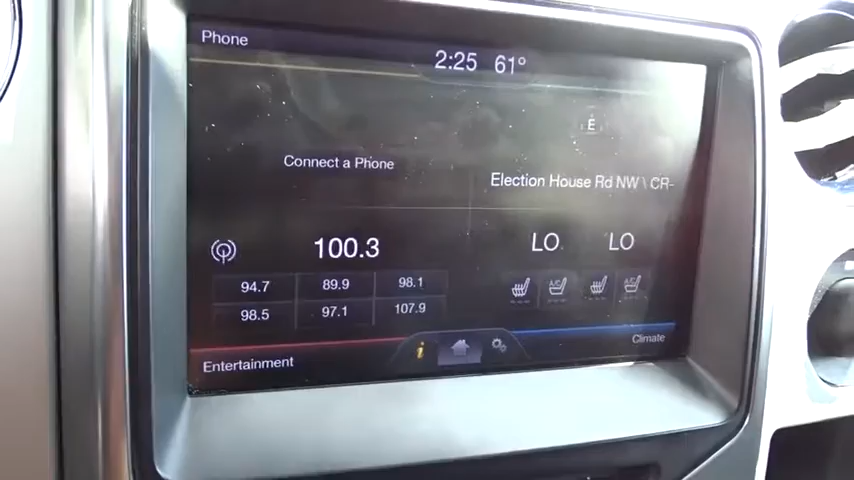 Phone
2:25 61°
E
Connect a Phone
Election House Rd NW \ CR-
100.3
LO LO
94.7 89.9 98.1
98.5 97.1 107.9
A/C A/C
Entertainment
i
Climate